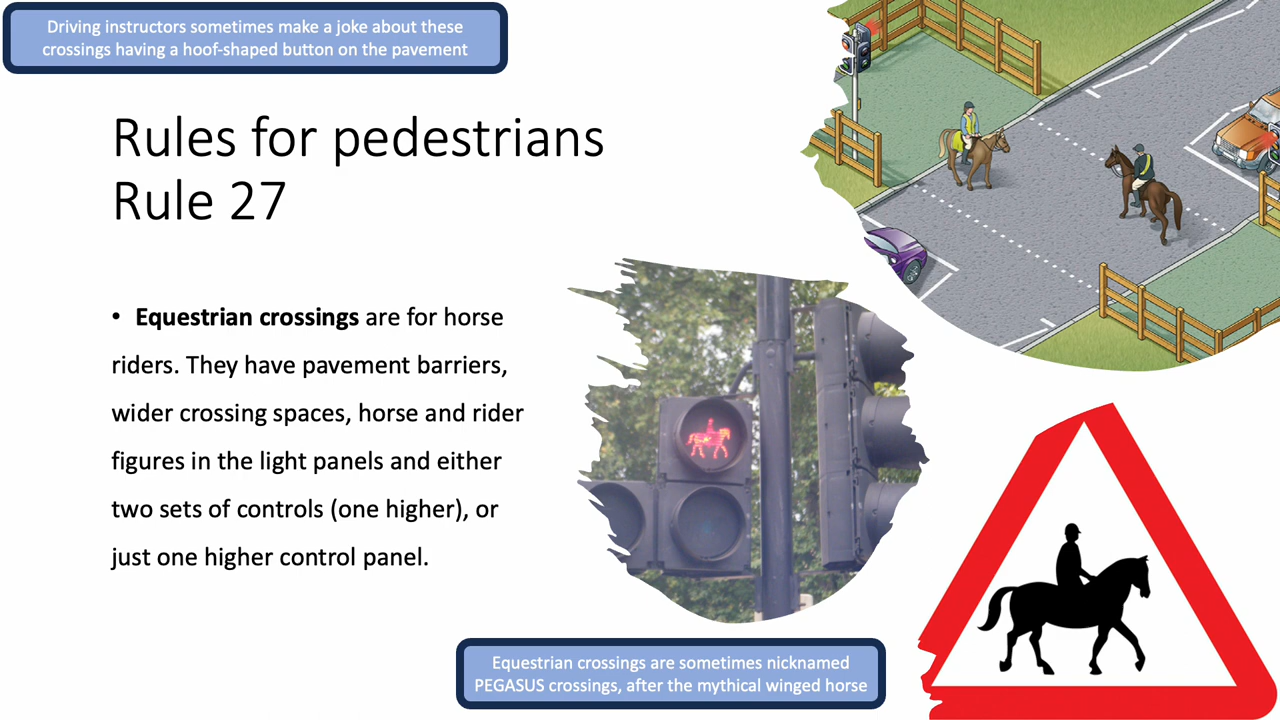 Driving instructors sometimes make a joke about these
crossings having a hoof-shaped button on the pavement
Rules for pedestrians
Rule 27
• Equestrian crossings are for horse
riders. They have pavement barriers,
wider crossing spaces, horse and rider
figures in the light panels and either
two sets of controls (one higher), or
just one higher control panel.
Equestrian crossings are sometimes nicknamed
PEGASUS crossings, after the mythical winged horse